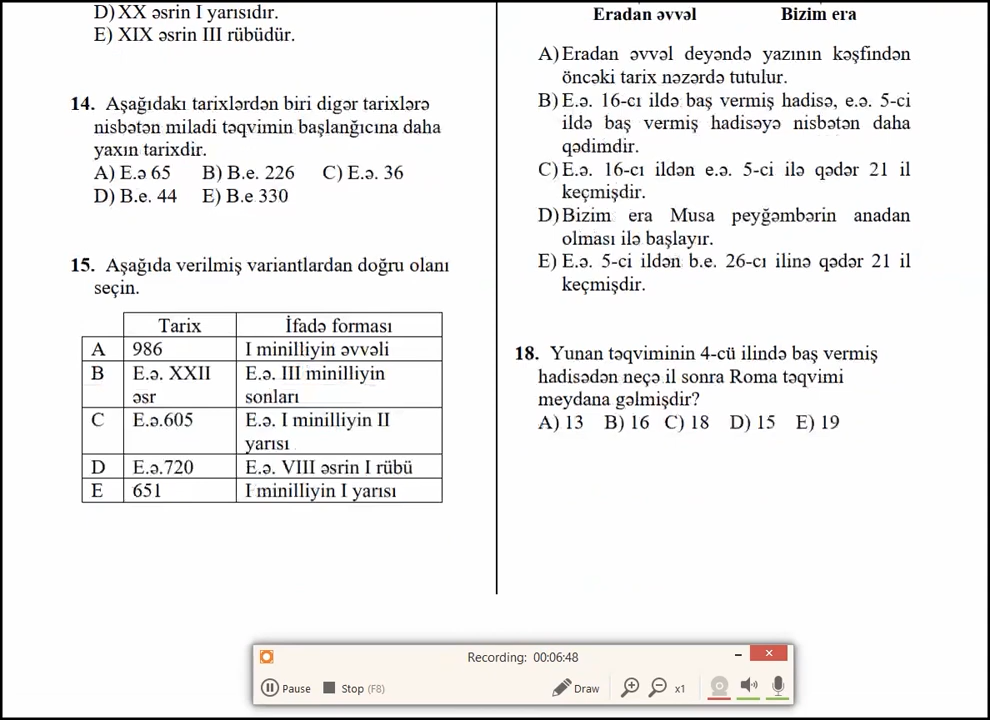 D) XX əsrin I yarısıdır.
E) XIX əsrin III rübüdür.
14. Aşağıdakı tarixlərdən biri digər tarixlərə
nisbətən miladi təqvimin başlanğıcına daha
yaxın tarixdir.
A) E.ə 65 B) B.e. 226 C) E.ə. 36
D) B.e. 44 E) B.e 330
15. Aşağıda verilmiş variantlardan doğru olanı
seçin.
Tarix İfadə forması
A 986 I minilliyin əvvəli
B E.ə. XXII E.ə. III minilliyin
əsr sonları
C E.ə.605 E.ə. I minilliyin II
yarısı
D E.ə.720 E.ə. VIII əsrin I rübü
E 651 I minilliyin I yarısı
Eradan əvvəl Bizim era
A) Eradan əvvəl deyəndə yazının kəşfindən
öncəki tarix nəzərdə tutulur.
B) E.ə. 16-cı ildə baş vermiş hadisə, e.ə. 5-ci
ildə baş vermiş hadisəyə nisbətən daha
qədimdir.
C) E.ə. 16-cı ildən e.ə. 5-ci ilə qədər 21 il
keçmişdir.
D) Bizim era Musa peyğəmbərin anadan
olması ilə başlayır.
E) E.ə. 5-ci ildən b.e. 26-cı ilinə qədər 21 il
keçmişdir.
18. Yunan təqviminin 4-cü ilində baş vermiş
hadisədən neçə il sonra Roma təqvimi
meydana gəlmişdir?
A) 13 B) 16 C) 18 D) 15 E) 19
Recording: 00:06:48
Pause Stop (F8) Draw x1